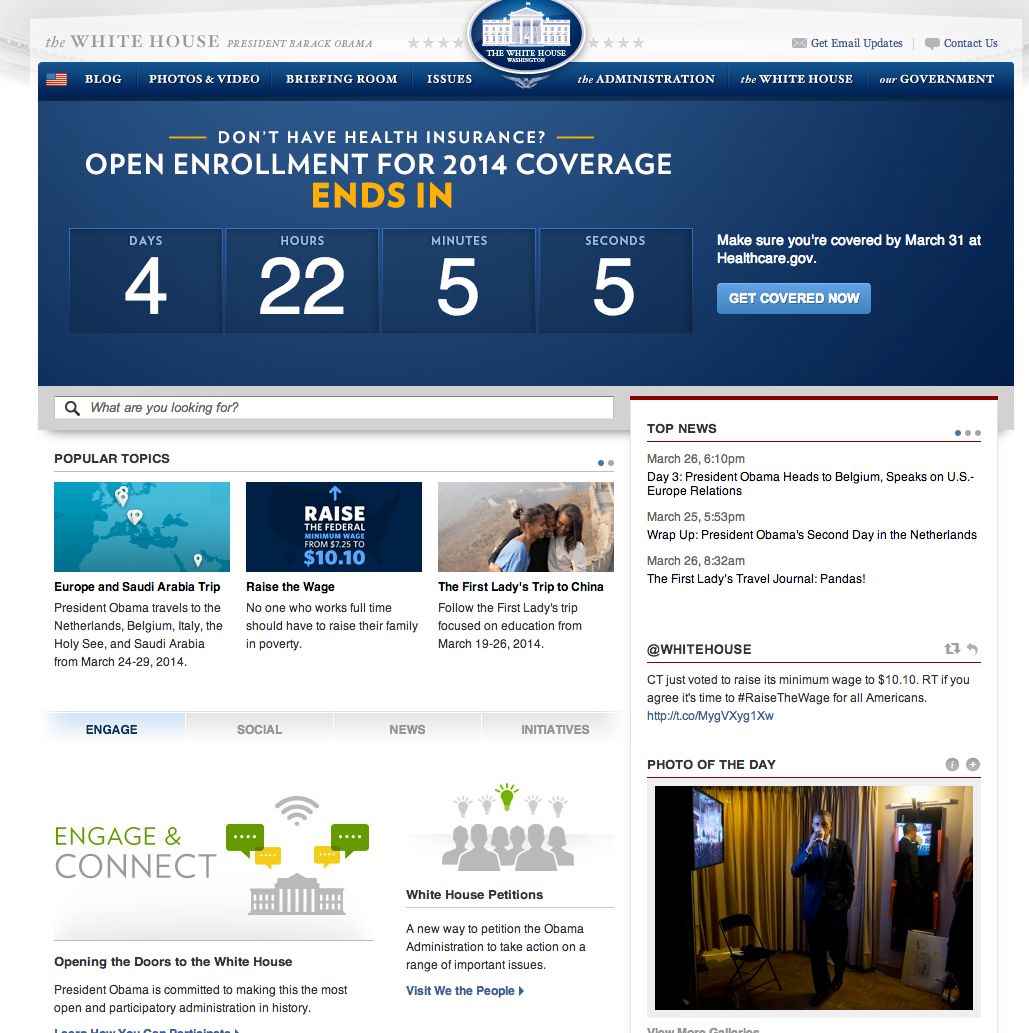 the WHITE HOUSE PRESIDENT BARACK OBAMA
THE WHITE HOUSE
WASHINGTON
Get Email Updates | Contact Us
BLOG PHOTOS & VIDEO BRIEFING ROOM ISSUES the ADMINISTRATION the WHITE HOUSE our GOVERNMENT
DON'T HAVE HEALTH INSURANCE?
OPEN ENROLLMENT FOR 2014 COVERAGE
ENDS IN
DAYS HOURS MINUTES SECONDS
4 22 5 5
Make sure you're covered by March 31 at
Healthcare.gov.
GET COVERED NOW
What are you looking for?
POPULAR TOPICS
RAISE
THE FEDERAL
MINIMUM WAGE
FROM $7.25 TO
$10.10
Europe and Saudi Arabia Trip
President Obama travels to the
Netherlands, Belgium, Italy, the
Holy See, and Saudi Arabia
from March 24-29, 2014.
Raise the Wage
No one who works full time
should have to raise their family
in poverty.
The First Lady's Trip to China
Follow the First Lady's trip
focused on education from
March 19-26, 2014.
TOP NEWS
March 26, 6:10pm
Day 3: President Obama Heads to Belgium, Speaks on U.S.-
Europe Relations
March 25, 5:53pm
Wrap Up: President Obama's Second Day in the Netherlands
March 26, 8:32am
The First Lady's Travel Journal: Pandas!
@WHITEHOUSE
CT just voted to raise its minimum wage to $10.10. RT if you
agree it's time to #RaiseTheWage for all Americans.
http://t.co/MygVXyg1Xw
PHOTO OF THE DAY
View More Galleries
ENGAGE SOCIAL NEWS INITIATIVES
ENGAGE &
CONNECT
Opening the Doors to the White House
President Obama is committed to making this the most
open and participatory administration in history.
Learn How You Can Participate
White House Petitions
A new way to petition the Obama
Administration to take action on a
range of important issues.
Visit We the People